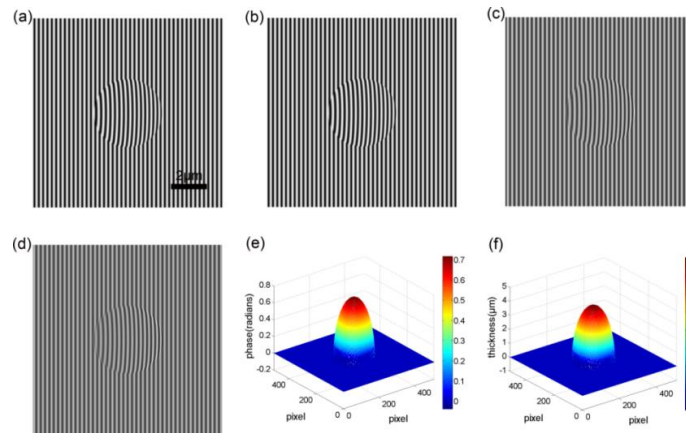 (a)
(b)
(c)
2μm
(d)
(e)
(f)
0.8
0.6
0.4
0.2
0
-0.2
phase(radians)
400
200
0
pixel
0
200
400
pixel
0.7
0.6
0.5
0.4
0.3
0.2
0.1
0
5
4
3
2
1
0
-1
thickness(μm)
400
200
0
pixel
0
200
400
pixel